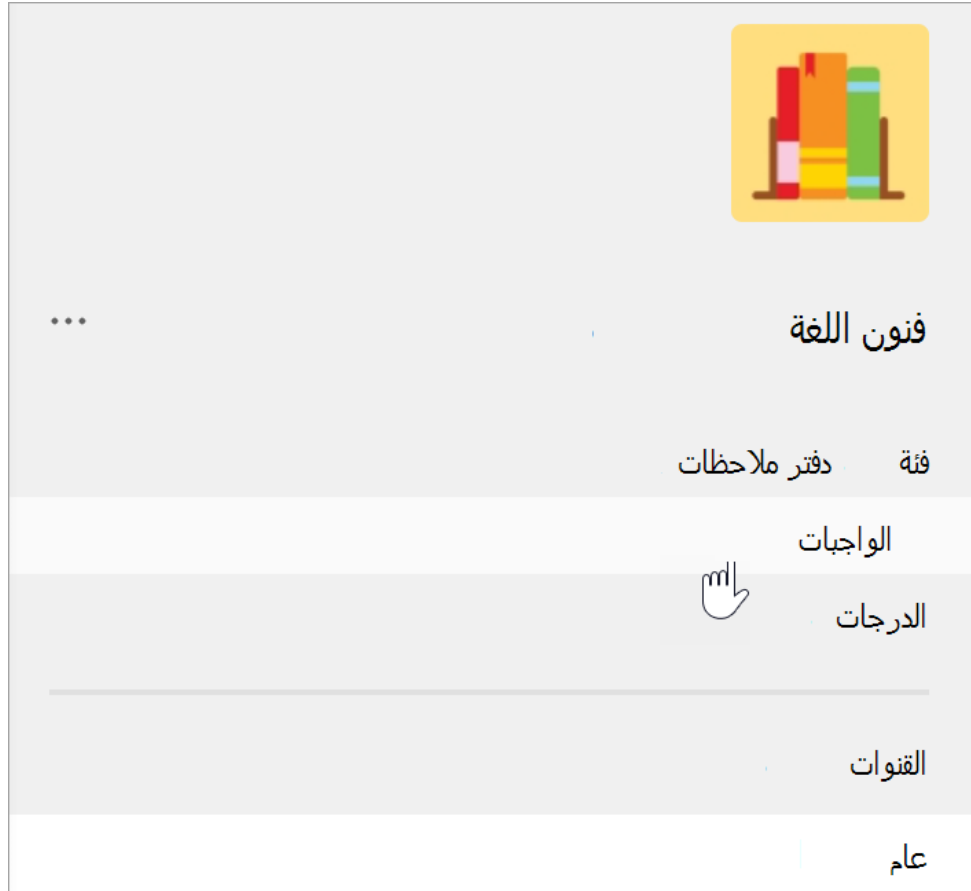 فنون اللغة
فئة دفتر ملاحظات
الواجبات
الدرجات
القنوات
عام